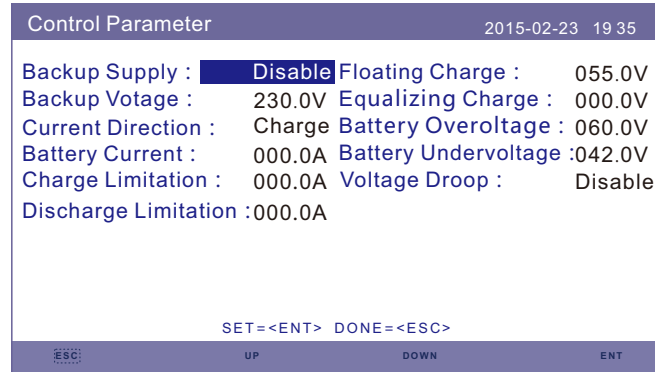 Control Parameter 2015-02-23 19 35
Backup Supply : Disable Floating Charge : 055.0V
Backup Votage : 230.0V Equalizing Charge : 000.0V
Current Direction : Charge Battery Overoltage : 060.0V
Battery Current : 000.0A Battery Undervoltage :042.0V
Charge Limitation : 000.0A Voltage Droop : Disable
Discharge Limitation :000.0A
SET=<ENT> DONE=<ESC>
ESC UP DOWN ENT